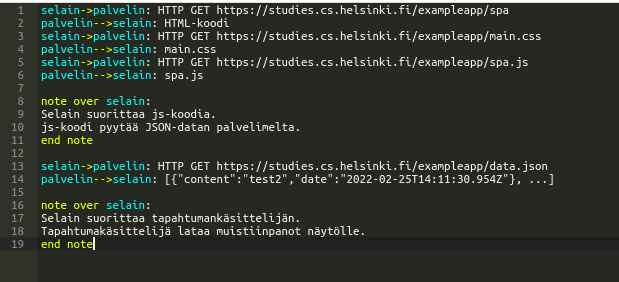 1 selain->palvelin: HTTP GET https://studies.cs.helsinki.fi/exampleapp/spa
2 palvelin-->selain: HTML-koodi
3 selain->palvelin: HTTP GET https://studies.cs.helsinki.fi/exampleapp/main.css
4 palvelin-->selain: main.css
5 selain->palvelin: HTTP GET https://studies.cs.helsinki.fi/exampleapp/spa.js
6 palvelin-->selain: spa.js
7
8 note over selain:
9 Selain suorittaa js-koodia.
10 js-koodi pyytää JSON-datan palvelimelta.
11 end note
12
13 selain->palvelin: HTTP GET https://studies.cs.helsinki.fi/exampleapp/data.json
14 palvelin-->selain: [{"content":"test2","date":"2022-02-25T14:11:30.954Z"}, ...]
15
16 note over selain:
17 Selain suorittaa tapahtumankäsittelijän.
18 Tapahtumakäsittelijä lataa muistiinpanot näytölle.
19 end note